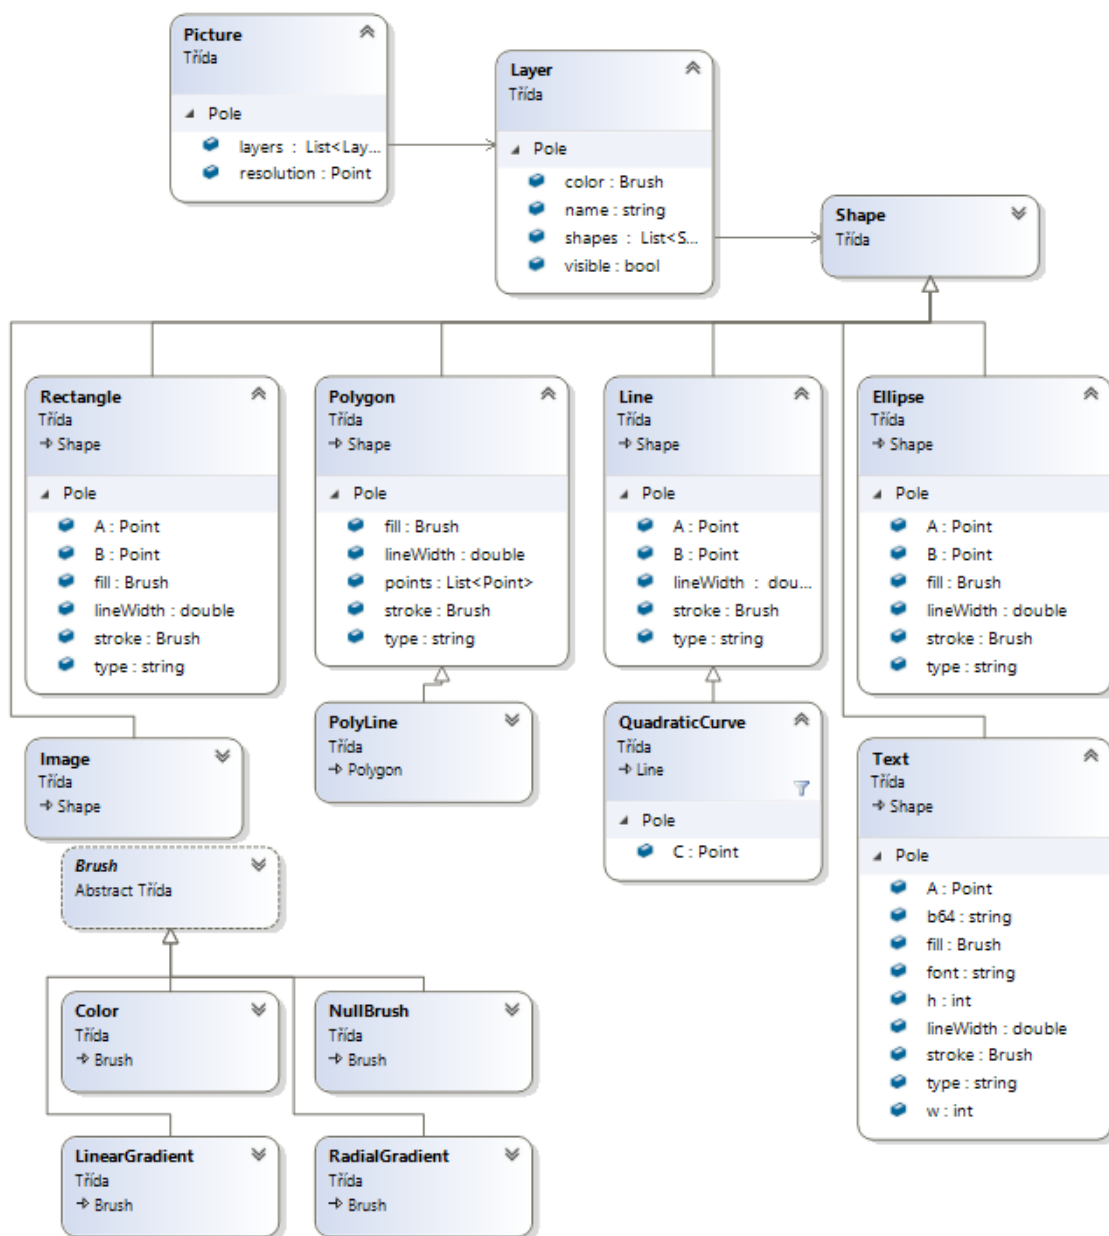 Picture
Třída
Pole
layers : List<Lay...
resolution : Point
Layer
Třída
Pole
color : Brush
name : string
shapes : List<S...
visible : bool
Shape
Třída
Rectangle
Třída
Shape
Pole
A : Point
B : Point
fill : Brush
lineWidth : double
stroke : Brush
type : string
Polygon
Třída
Shape
Pole
fill : Brush
lineWidth : double
points : List<Point>
stroke : Brush
type : string
Line
Třída
Shape
Pole
A : Point
B : Point
lineWidth : dou...
stroke : Brush
type : string
Ellipse
Třída
Shape
Pole
A : Point
B : Point
fill : Brush
lineWidth : double
stroke : Brush
type : string
Image
Třída
Shape
PolyLine
Třída
Polygon
QuadraticCurve
Třída
Line
Pole
C : Point
Text
Třída
Shape
Pole
A : Point
b64 : string
fill : Brush
font : string
h : int
lineWidth : double
stroke : Brush
type : string
w : int
Brush
Abstract Třída
Color
Třída
Brush
NullBrush
Třída
Brush
LinearGradient
Třída
Brush
RadialGradient
Třída
Brush